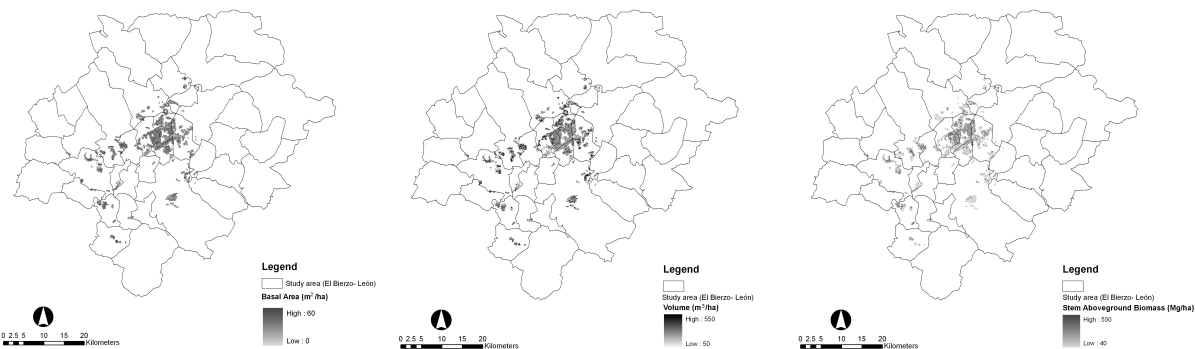 Legend
Study area (El Bierzo- León)
Basal Area (m2 /ha)
High : 60
Low : 0
0 2.5 5 10 15 20
Kilometers
Legend
Study area (El Bierzo- León)
Volume (m3/ha)
High : 550
Low : 50
0 2.5 5 10 15 20
Kilometers
Legend
Study area (El Bierzo- León)
Stem Aboveground Biomass (Mg/ha)
High : 500
Low : 40
0 2.5 5 10 15 20
Kilometers